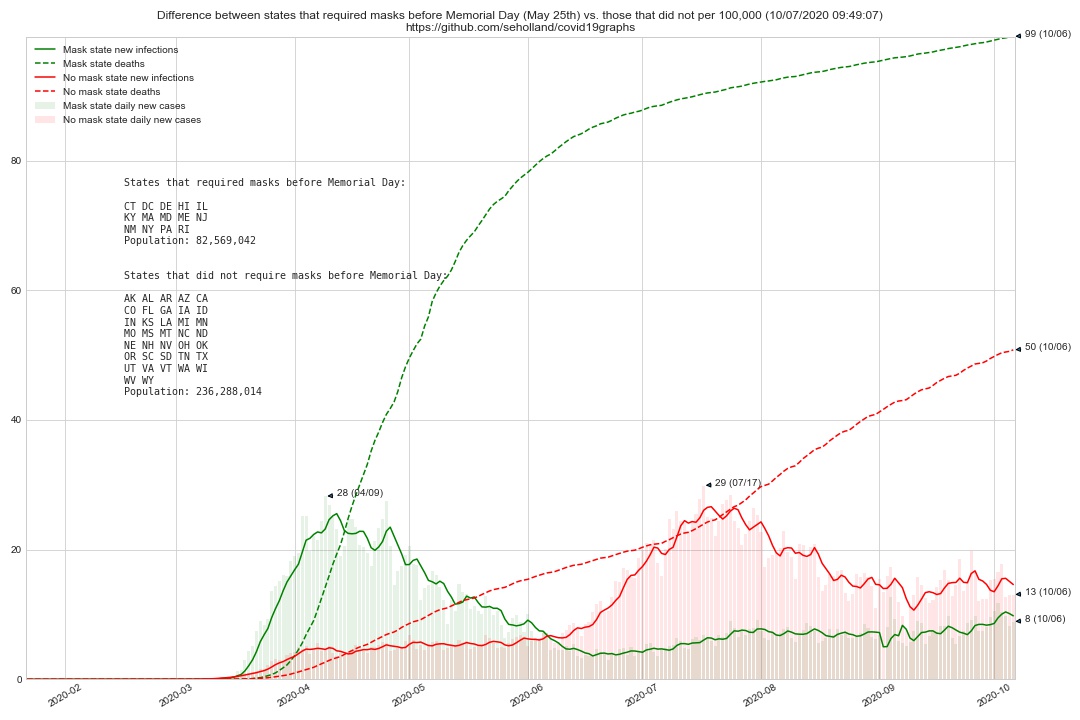 Difference between states that required masks before Memorial Day (May 25th) vs. those that did not per 100,000 (10/07/2020 09:49:07)
https://github.com/seholland/covid19graphs
Mask state new infections
Mask state deaths
No mask state new infections
No mask state deaths
Mask state daily new cases
No mask state daily new cases
99 (10/06)
80
States that required masks before Memorial Day:
CT DC DE HI IL
KY MA MD ME NJ
NM NY PA RI
Population: 82,569,042
States that did not require masks before Memorial Day:
AK AL AR AZ CA
CO FL GA IA ID
IN KS LA MI MN
MO MS MT NC ND
NE NH NV OH OK
OR SC SD TN TX
UT VA VT WA WI
WV WY
Population: 236,288,014
60
50 (10/06)
40
28 (04/09)
29 (07/17)
20
13 (10/06)
8 (10/06)
0
2020-02
2020-03
2020-04
2020-05
2020-06
2020-07
2020-08
2020-09
2020-10